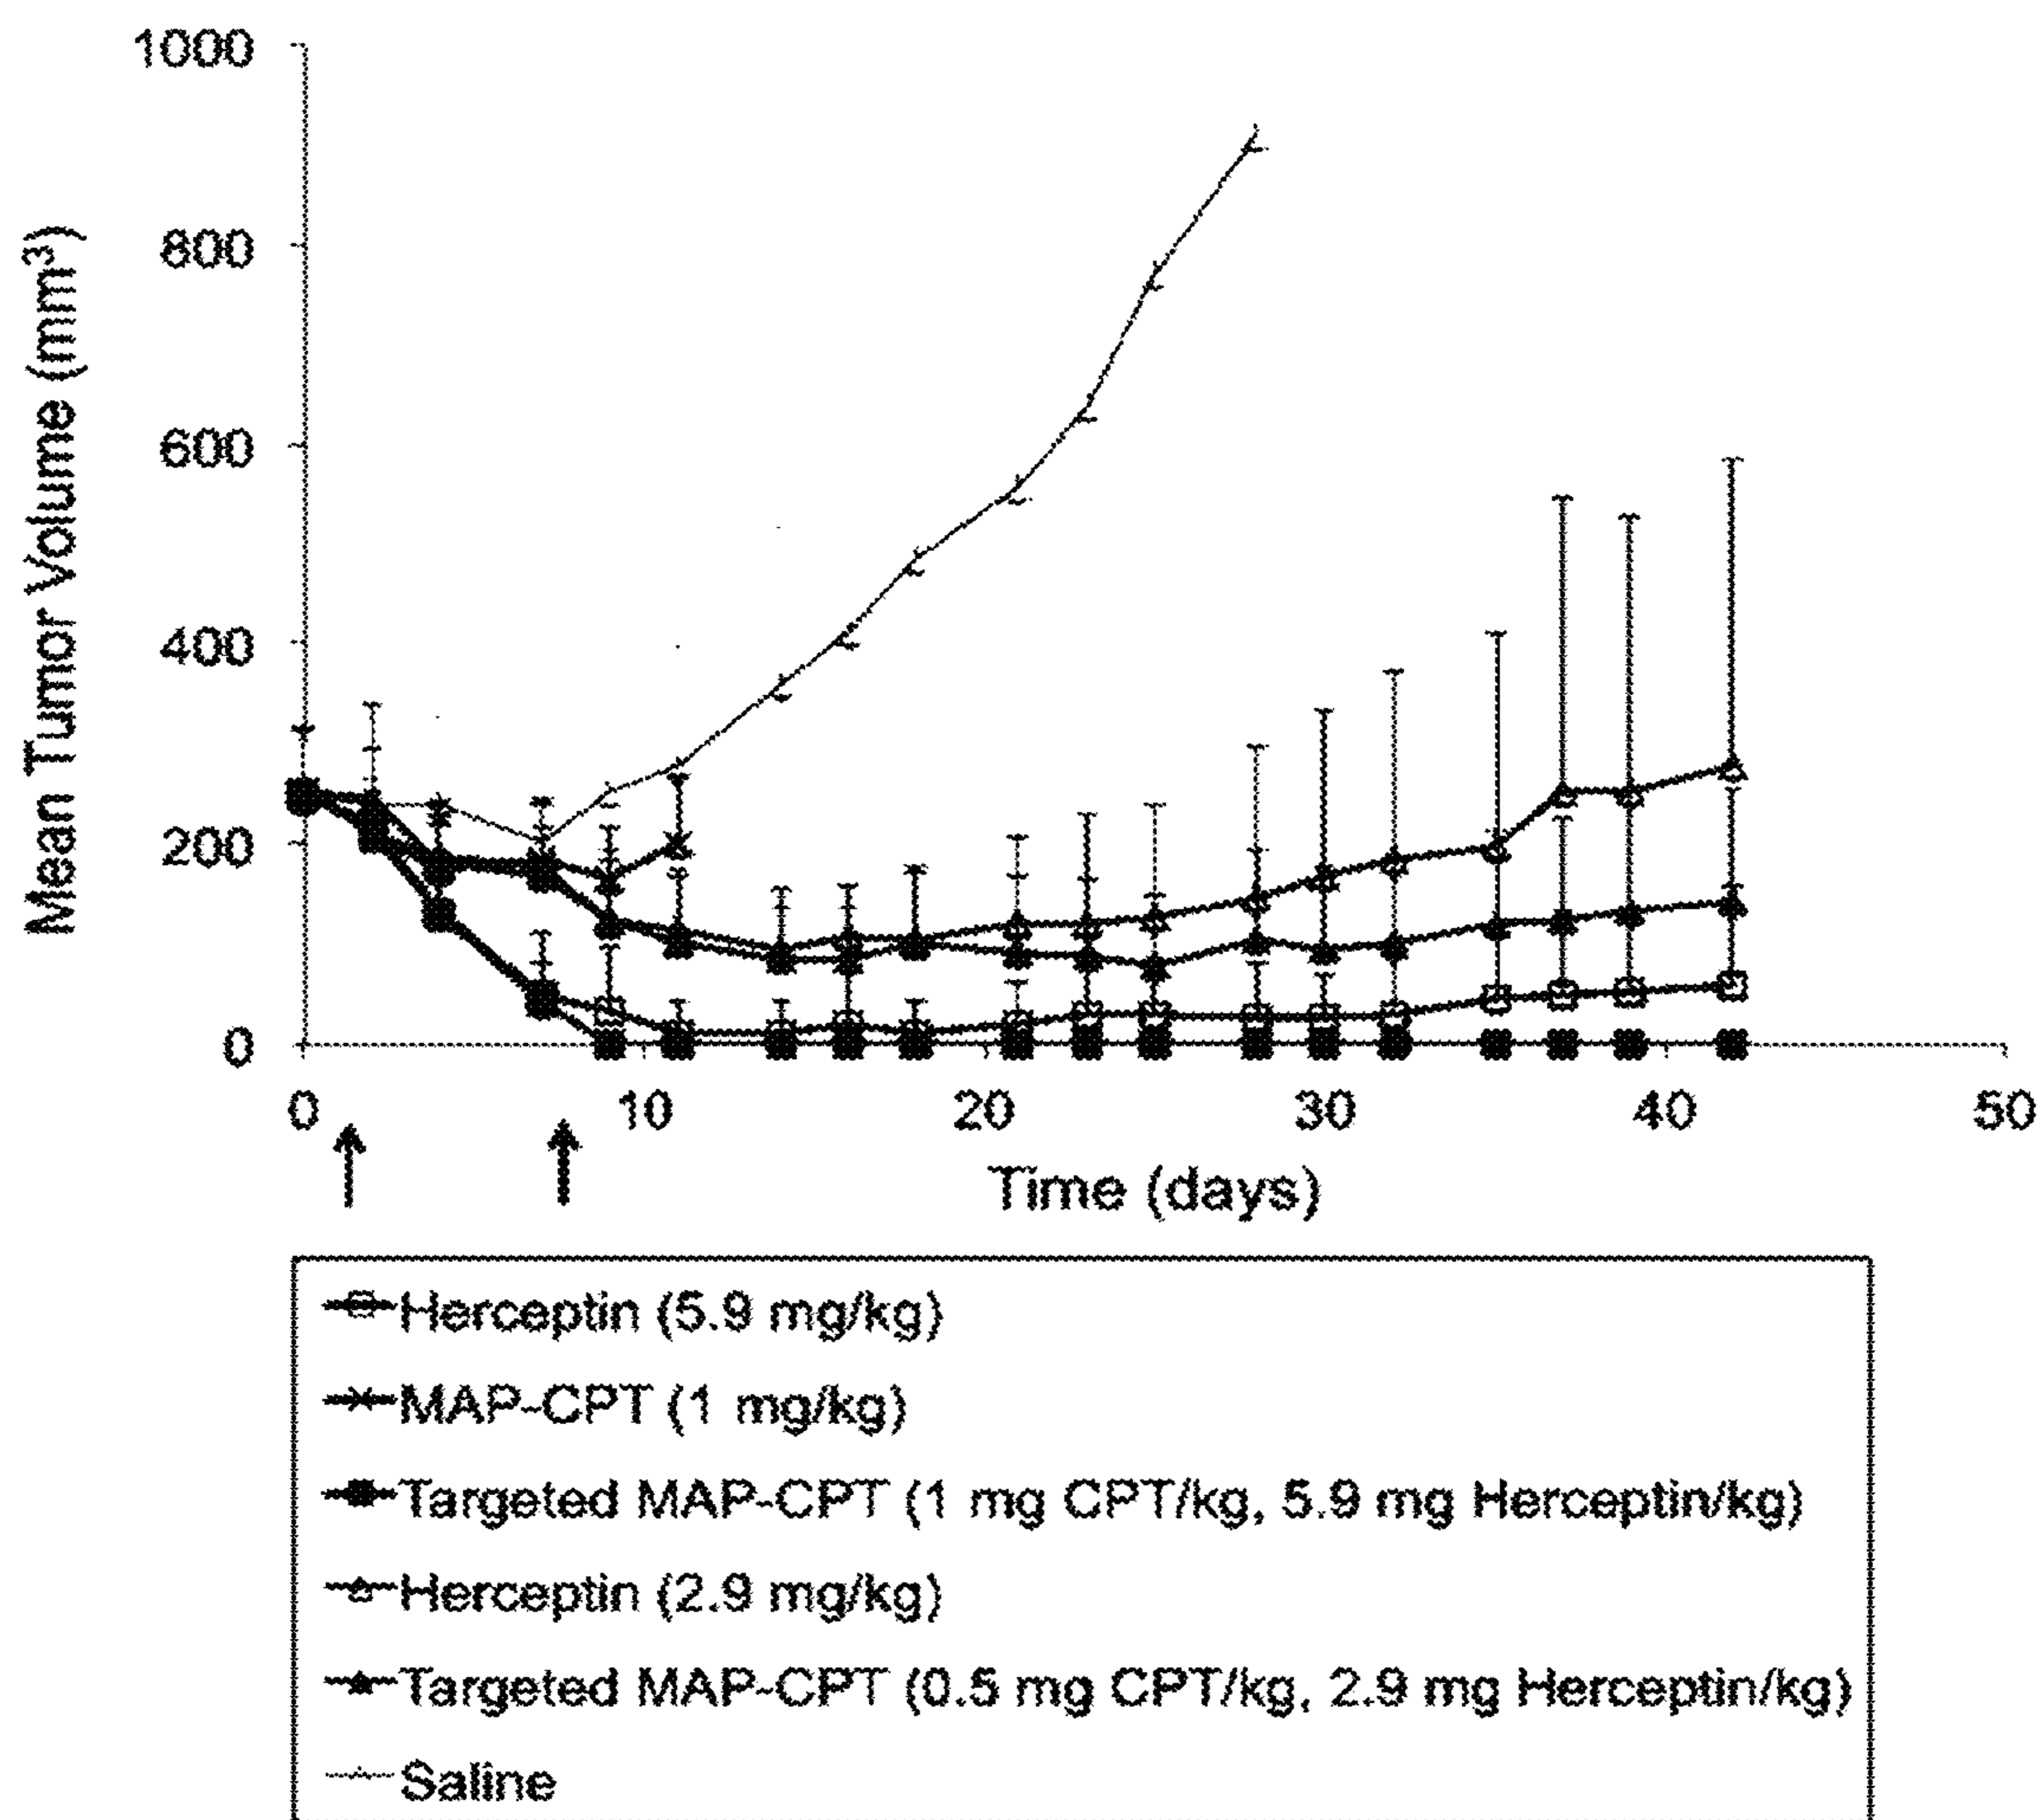 1000
800
600
400
200
0
Mean Tumor Volume (mm³)
0 10 20 30 40 50
Time (days)
Herceptin (5.9 mg/kg)
MAP-CPT (1 mg/kg)
Targeted MAP-CPT (1 mg CPT/kg, 5.9 mg Herceptin/kg)
Herceptin (2.9 mg/kg)
Targeted MAP-CPT (0.5 mg CPT/kg, 2.9 mg Herceptin/kg)
Saline